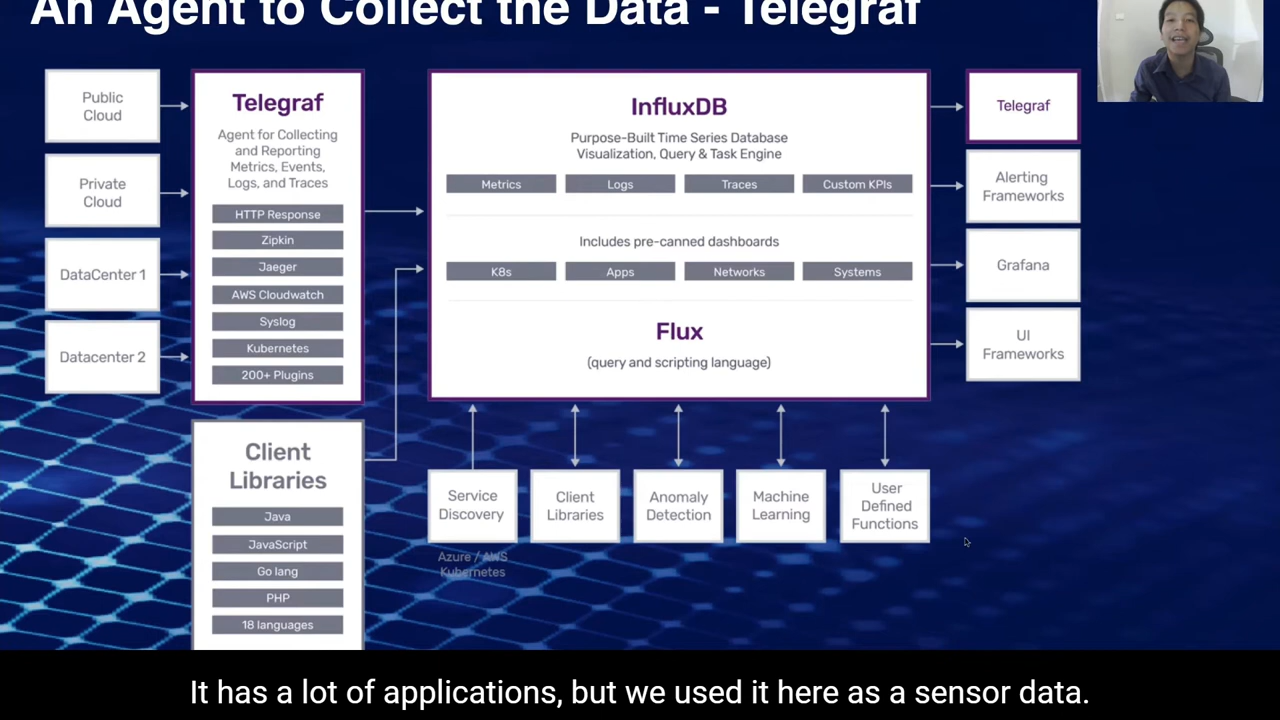 An Agent to Collect the Data - Telegraf
Public
Cloud
Private
Cloud
DataCenter 1
Datacenter 2
Telegraf
Agent for Collecting
and Reporting
Metrics, Events,
Logs, and Traces
HTTP Response
Zipkin
Jaeger
AWS Cloudwatch
Syslog
Kubernetes
200+ Plugins
Client
Libraries
Java
JavaScript
Go lang
PHP
18 languages
InfluxDB
Purpose-Built Time Series Database
Visualization, Query & Task Engine
Metrics
Logs
Traces
Custom KPIs
Includes pre-canned dashboards
K8s
Apps
Networks
Systems
Flux
(query and scripting language)
Service
Discovery
Azure / AWS
Kubernetes
Client
Libraries
Anomaly
Detection
Machine
Learning
User
Defined
Functions
Telegraf
Alerting
Frameworks
Grafana
UI
Frameworks
It has a lot of applications, but we used it here as a sensor data.